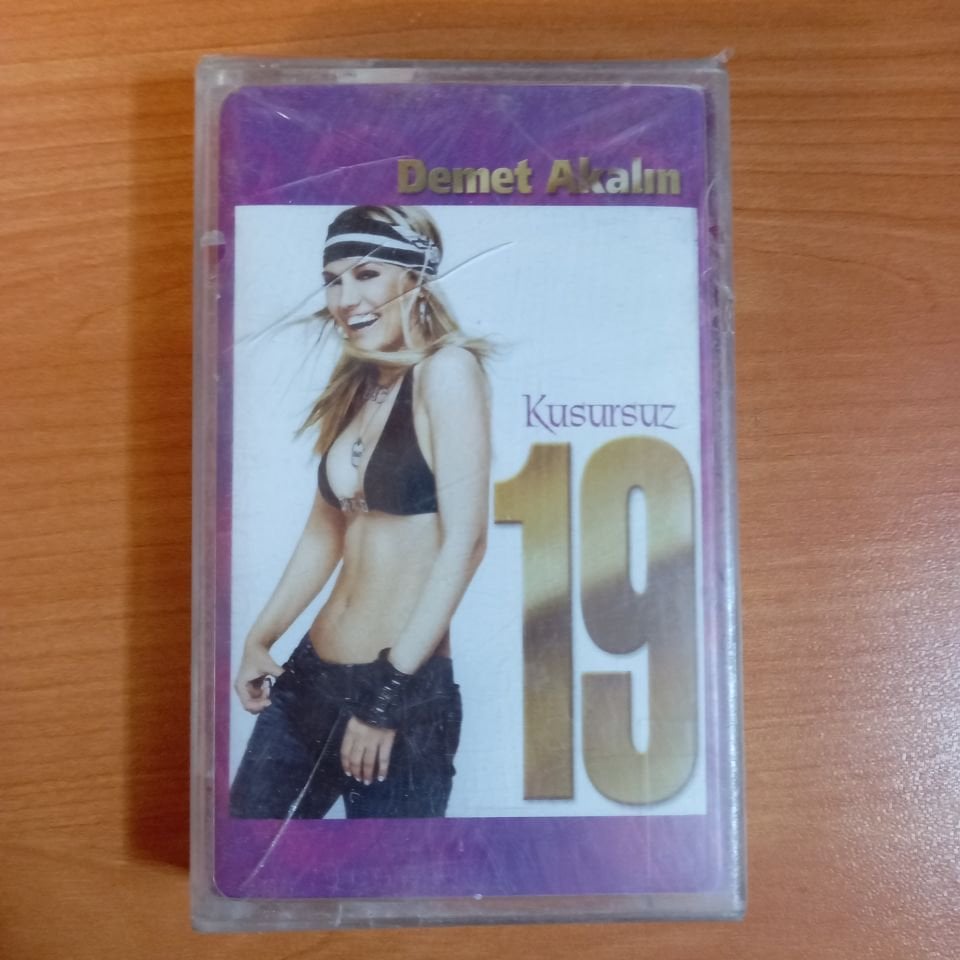 Demet Akalın
Kusursuz
19